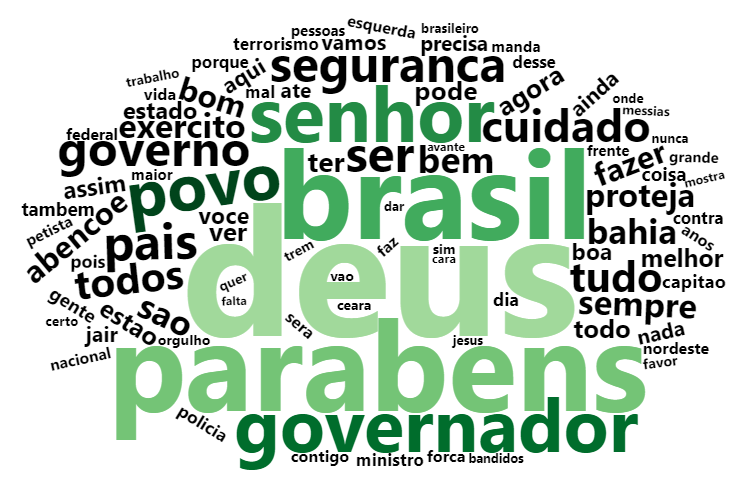 pessoas esquerda brasileiro
terrorismo vamos precisa manda
porque seguranca desse
trabalho aqui mal ate pode agora ainda
vida bom senhor onde
estado messias
federal exercito cuidado nunca
governo ter ser bem avante frente fazer grande
assim maior povo brasil coisa mostra
tambem abencoe voce dar proteja contra
petista pais ver trem faz sim bahia anos
pois todos deus cara boa melhor
quer vao tudo capitao
gente estao sao falta ceara dia sempre
certo sera todo nada
jair orgulho jesus nordeste
nacional parabens favor
policia governador
contigo ministro forca bandidos